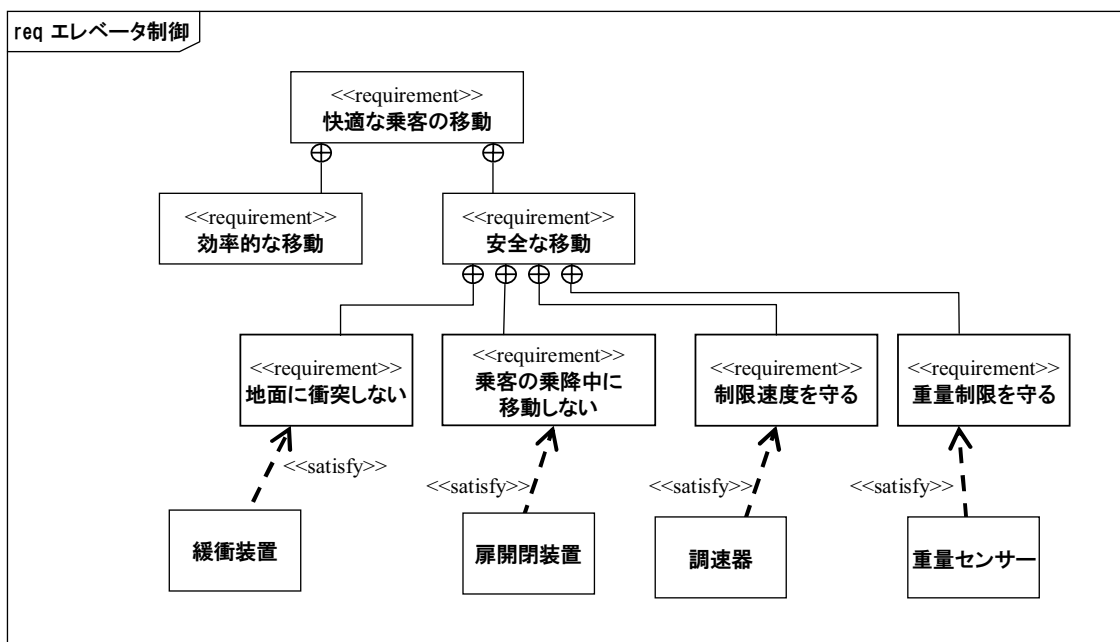 req エレベータ制御
<<requirement>>
快適な乗客の移動
<<requirement>>
効率的な移動
<<requirement>>
安全な移動
<<requirement>>
地面に衝突しない
<<requirement>>
乗客の乗降中に
移動しない
<<requirement>>
制限速度を守る
<<requirement>>
重量制限を守る
<<satisfy>>
<<satisfy>>
<<satisfy>>
<<satisfy>>
緩衝装置
扉開閉装置
調速器
重量センサー